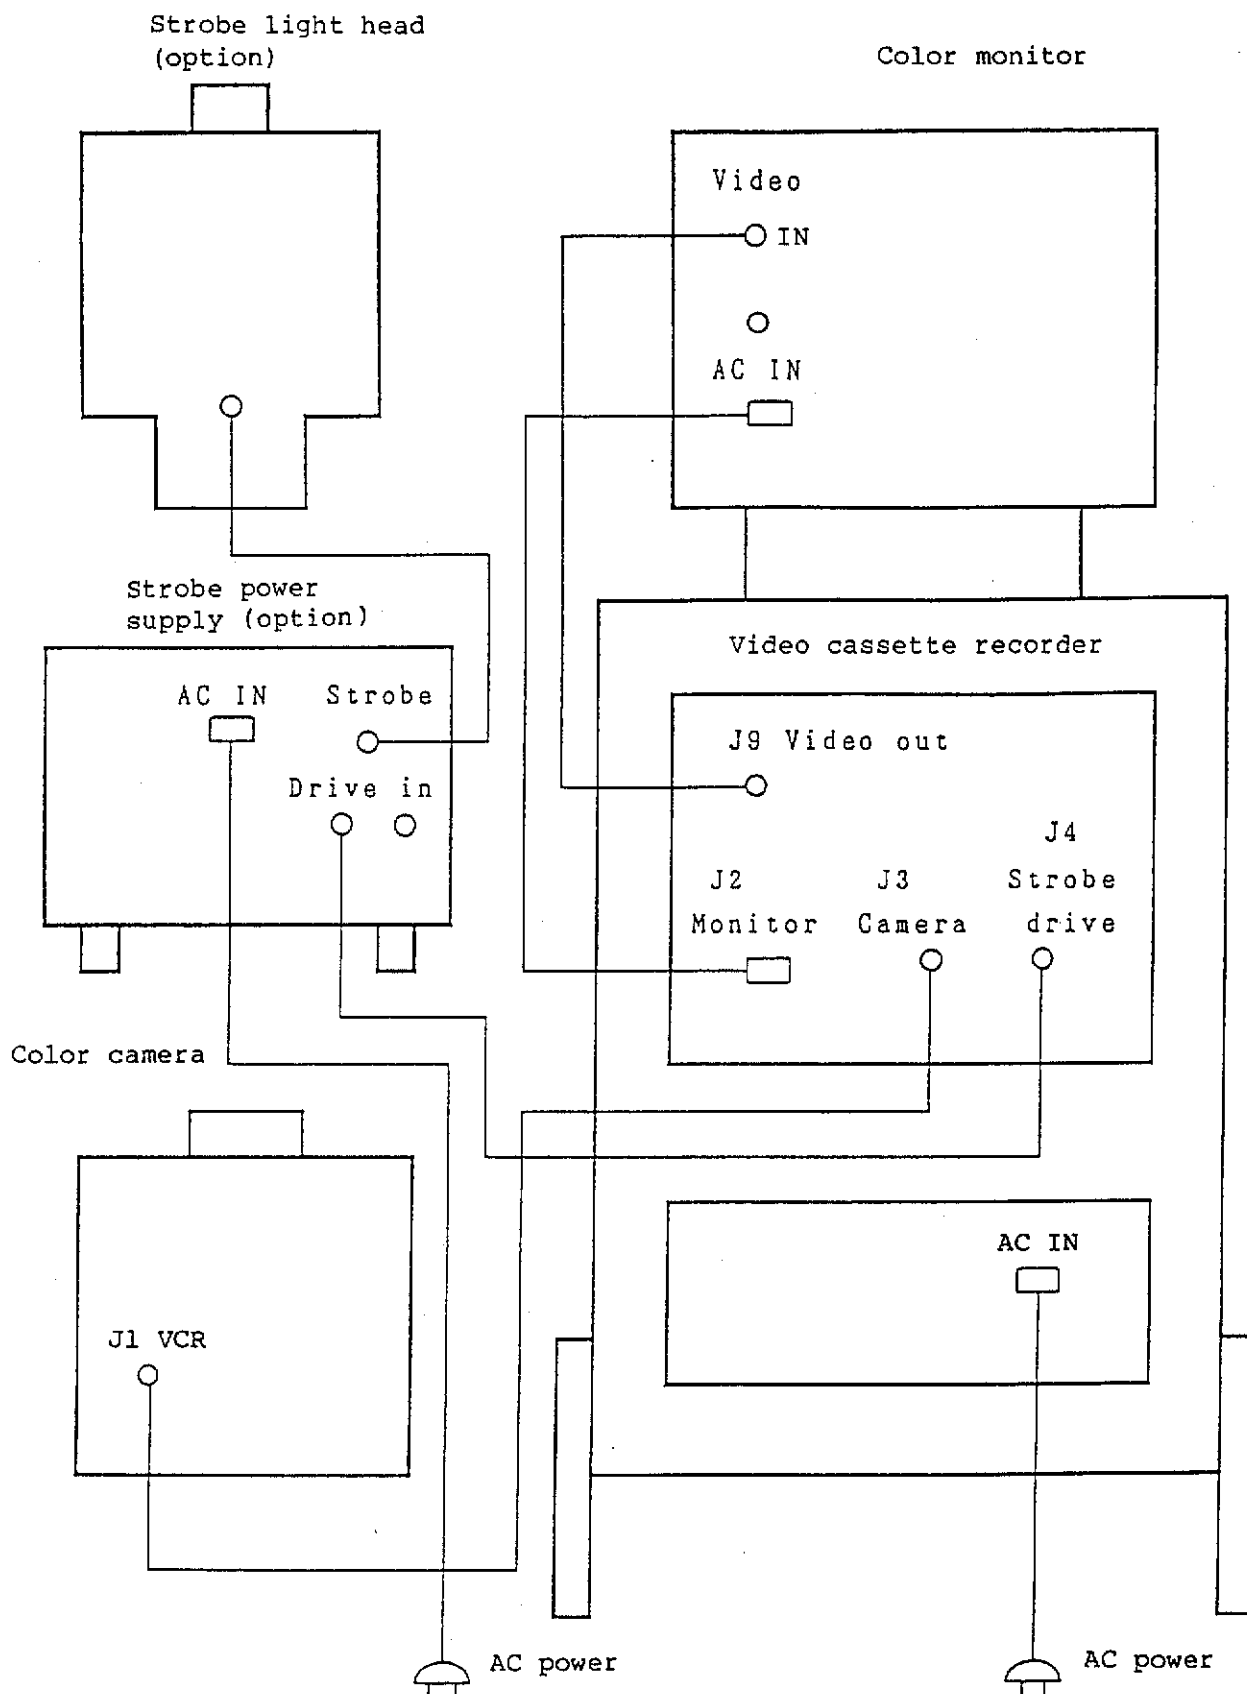 Strobe light head
(option)
Color monitor
Video
IN
AC IN
Strobe power
supply (option)
AC IN
Strobe
Drive in
Video cassette recorder
J9 Video out
J4
J2
J3
Strobe
Monitor
Camera
drive
Color camera
J1 VCR
AC IN
AC power
AC power